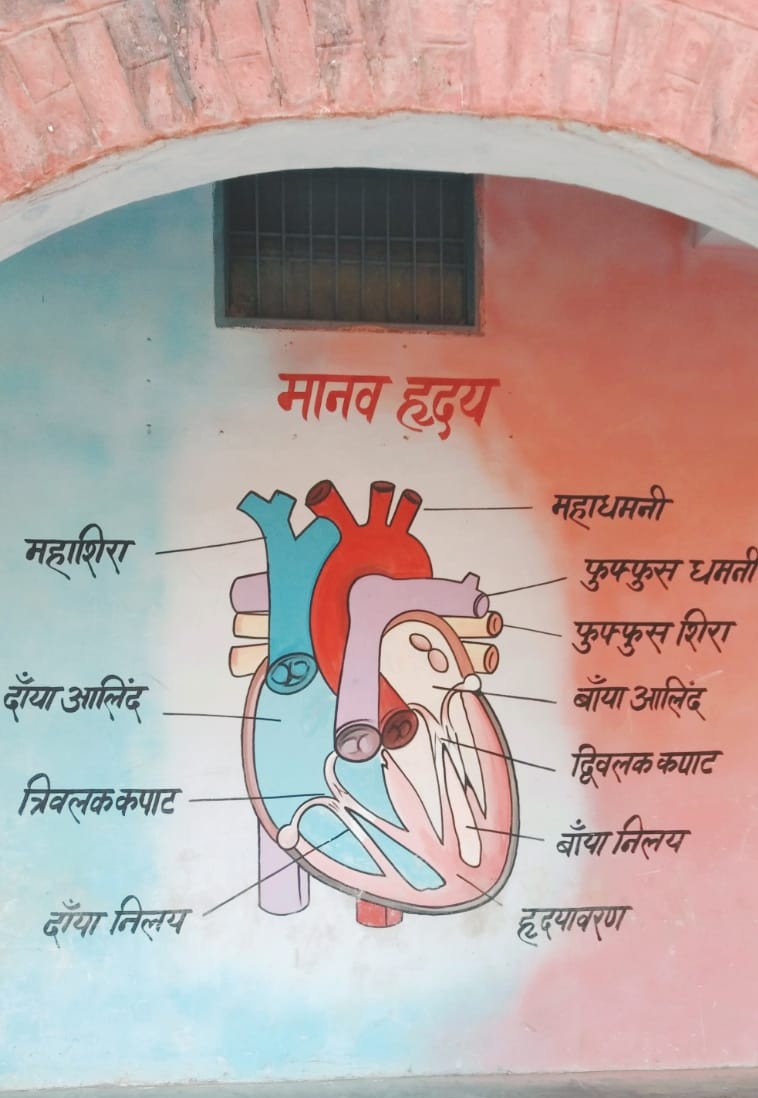 मानव हृदय
महाधमनी
महाशिरा
फुफ्फुस धमनी
फुफ्फुस शिरा
दाँया आलिंद
बाँया आलिंद
द्विवलक कपाट
त्रिवलक कपाट
बाँया निलय
दाँया निलय
हृदयावरण